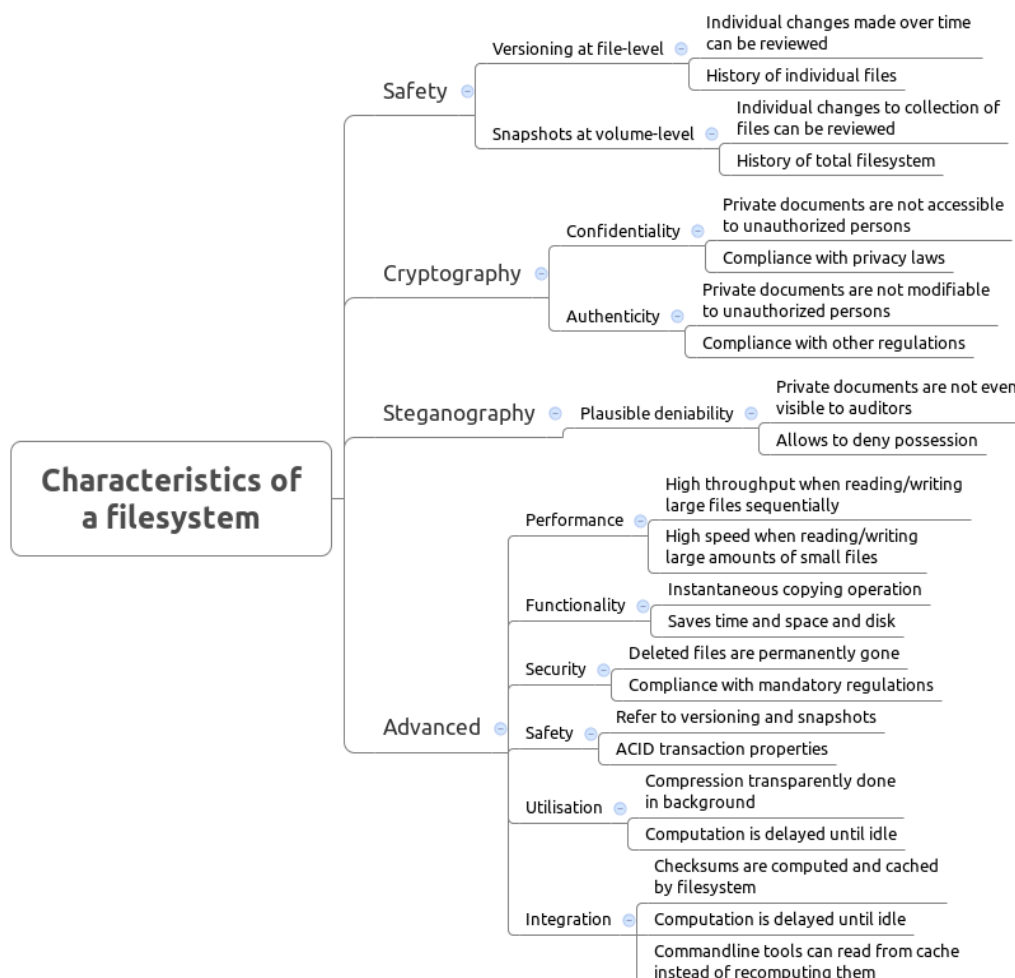 Characteristics of
a filesystem
Safety
Versioning at file-level
Individual changes made over time
can be reviewed
History of individual files
Snapshots at volume-level
Individual changes to collection of
files can be reviewed
History of total filesystem
Cryptography
Confidentiality
Private documents are not accessible
to unauthorized persons
Compliance with privacy laws
Authenticity
Private documents are not modifiable
to unauthorized persons
Compliance with other regulations
Steganography
Plausible deniability
Private documents are not even
visible to auditors
Allows to deny possession
Advanced
Performance
High throughput when reading/writing
large files sequentially
High speed when reading/writing
large amounts of small files
Functionality
Instantaneous copying operation
Saves time and space and disk
Security
Deleted files are permanently gone
Compliance with mandatory regulations
Safety
Refer to versioning and snapshots
ACID transaction properties
Utilisation
Compression transparently done
in background
Computation is delayed until idle
Integration
Checksums are computed and cached
by filesystem
Computation is delayed until idle
Commandline tools can read from cache
instead of recomputing them